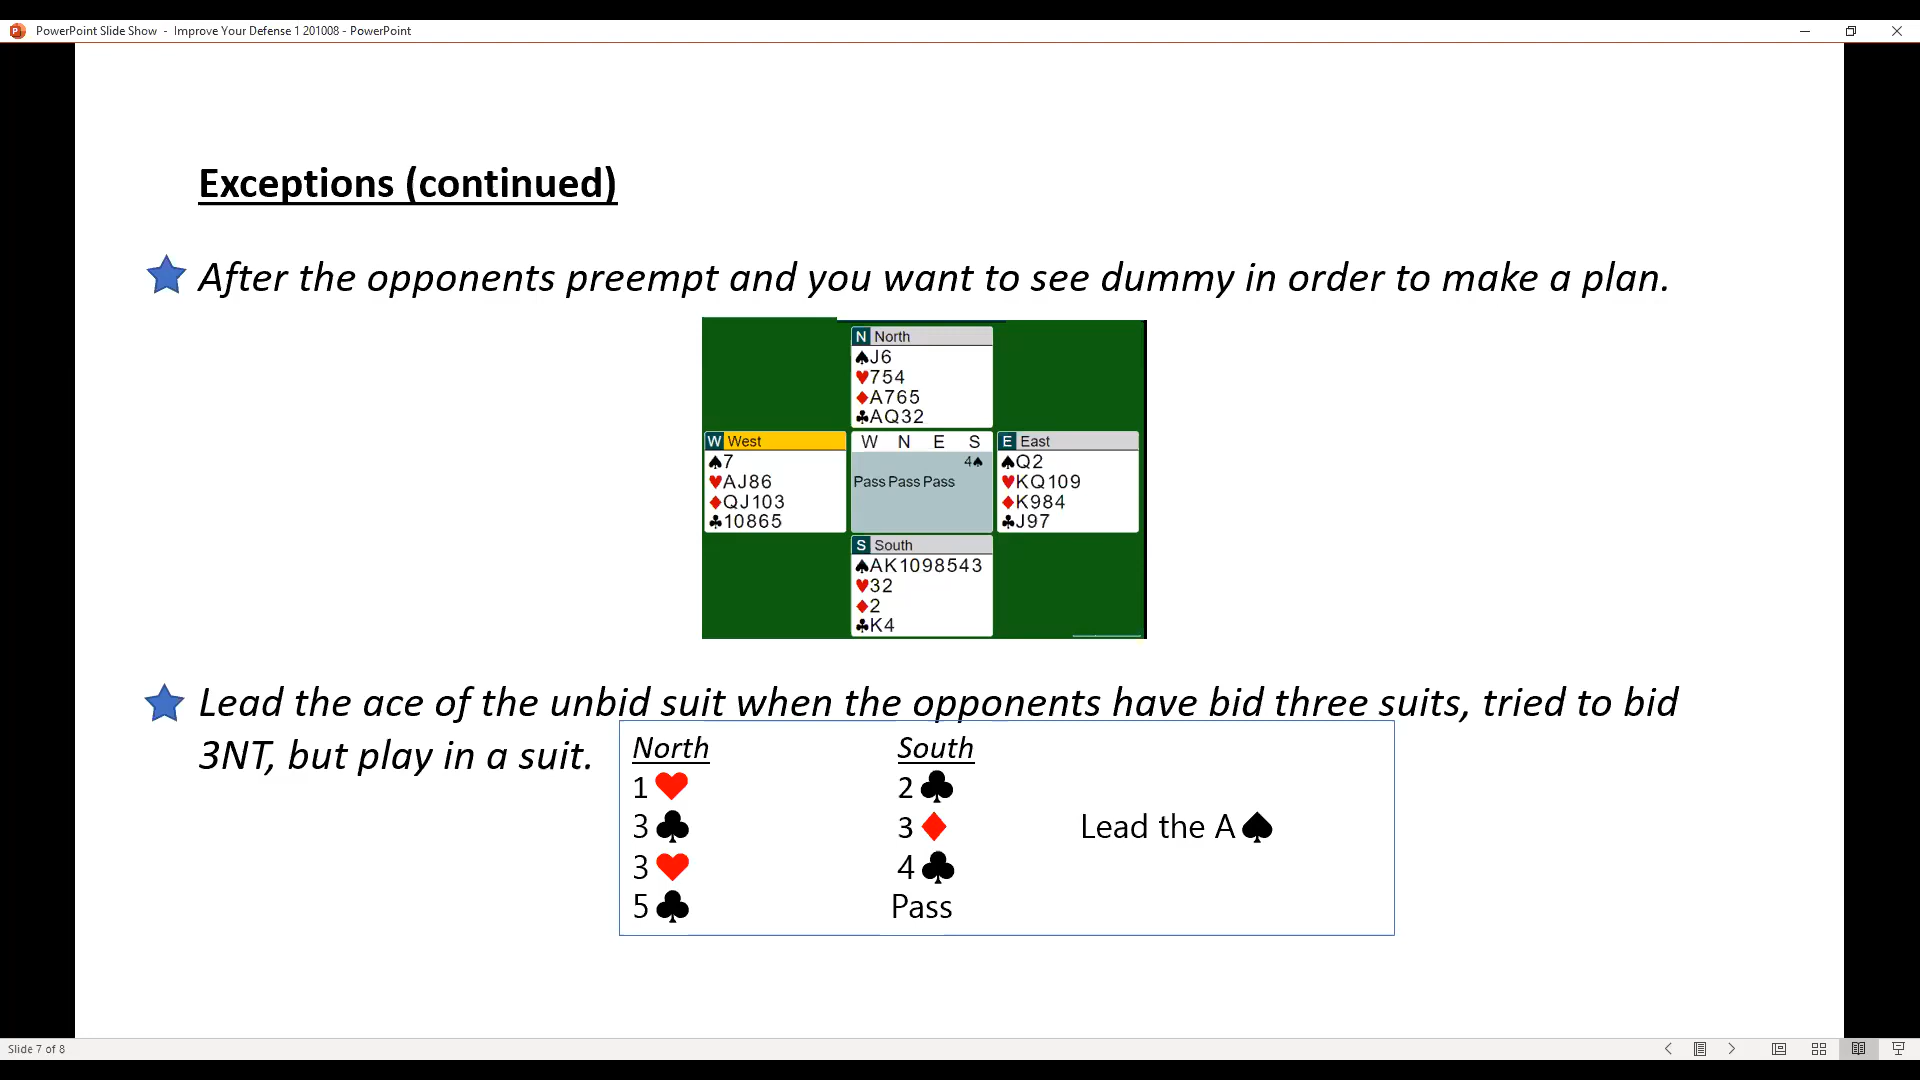 PowerPoint Slide Show - Improve Your Defense 1 201008 - PowerPoint
Exceptions (continued)
After the opponents preempt and you want to see dummy in order to make a plan.
N North
♠J6
♥754
♦A765
♣AQ32
W West
♠7
♥AJ86
♦QJ103
♣10865
W N E S
4♠
Pass Pass Pass
E East
♠Q2
♥KQ109
♦K984
♣J97
S South
♠AK1098543
♥32
♦2
♣K4
Lead the ace of the unbid suit when the opponents have bid three suits, tried to bid
3NT, but play in a suit.
North South
1♥ 2♣
3♣ 3♦ Lead the A♠
3♥ 4♣
5♣ Pass
Slide 7 of 8